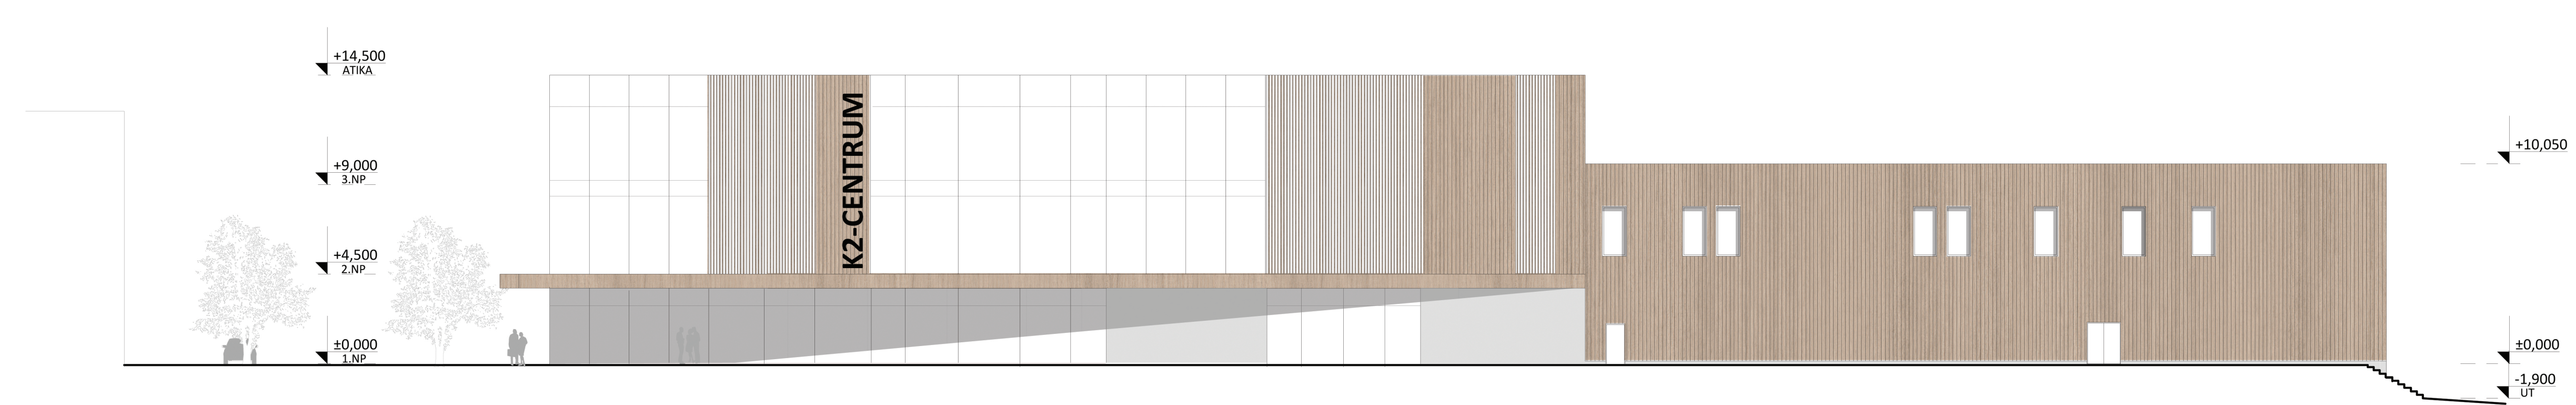 +14,500
ATIKA
+9,000
3.NP
+4,500
2.NP
±0,000
1.NP
K2-CENTRUM
+10,050
±0,000
-1,900
UT